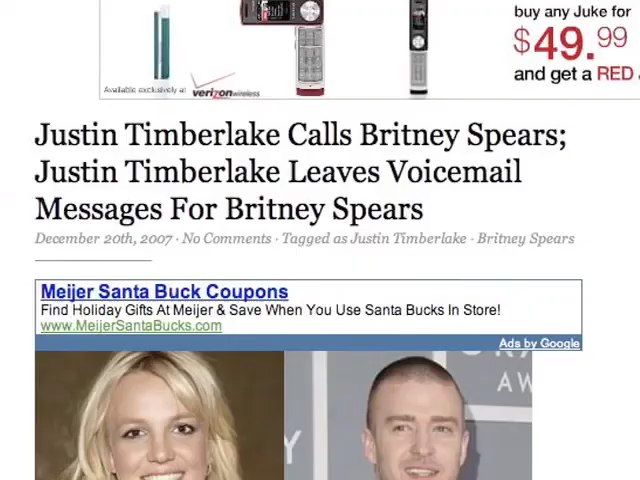 buy any Juke for
$49.99
and get a RED
Available exclusively at
verizon wireless
Justin Timberlake Calls Britney Spears;
Justin Timberlake Leaves Voicemail
Messages For Britney Spears
December 20th, 2007 · No Comments · Tagged as Justin Timberlake · Britney Spears
Meijer Santa Buck Coupons
Find Holiday Gifts At Meijer & Save When You Use Santa Bucks In Store!
www.MeijerSantaBucks.com
Ads by Google
AW